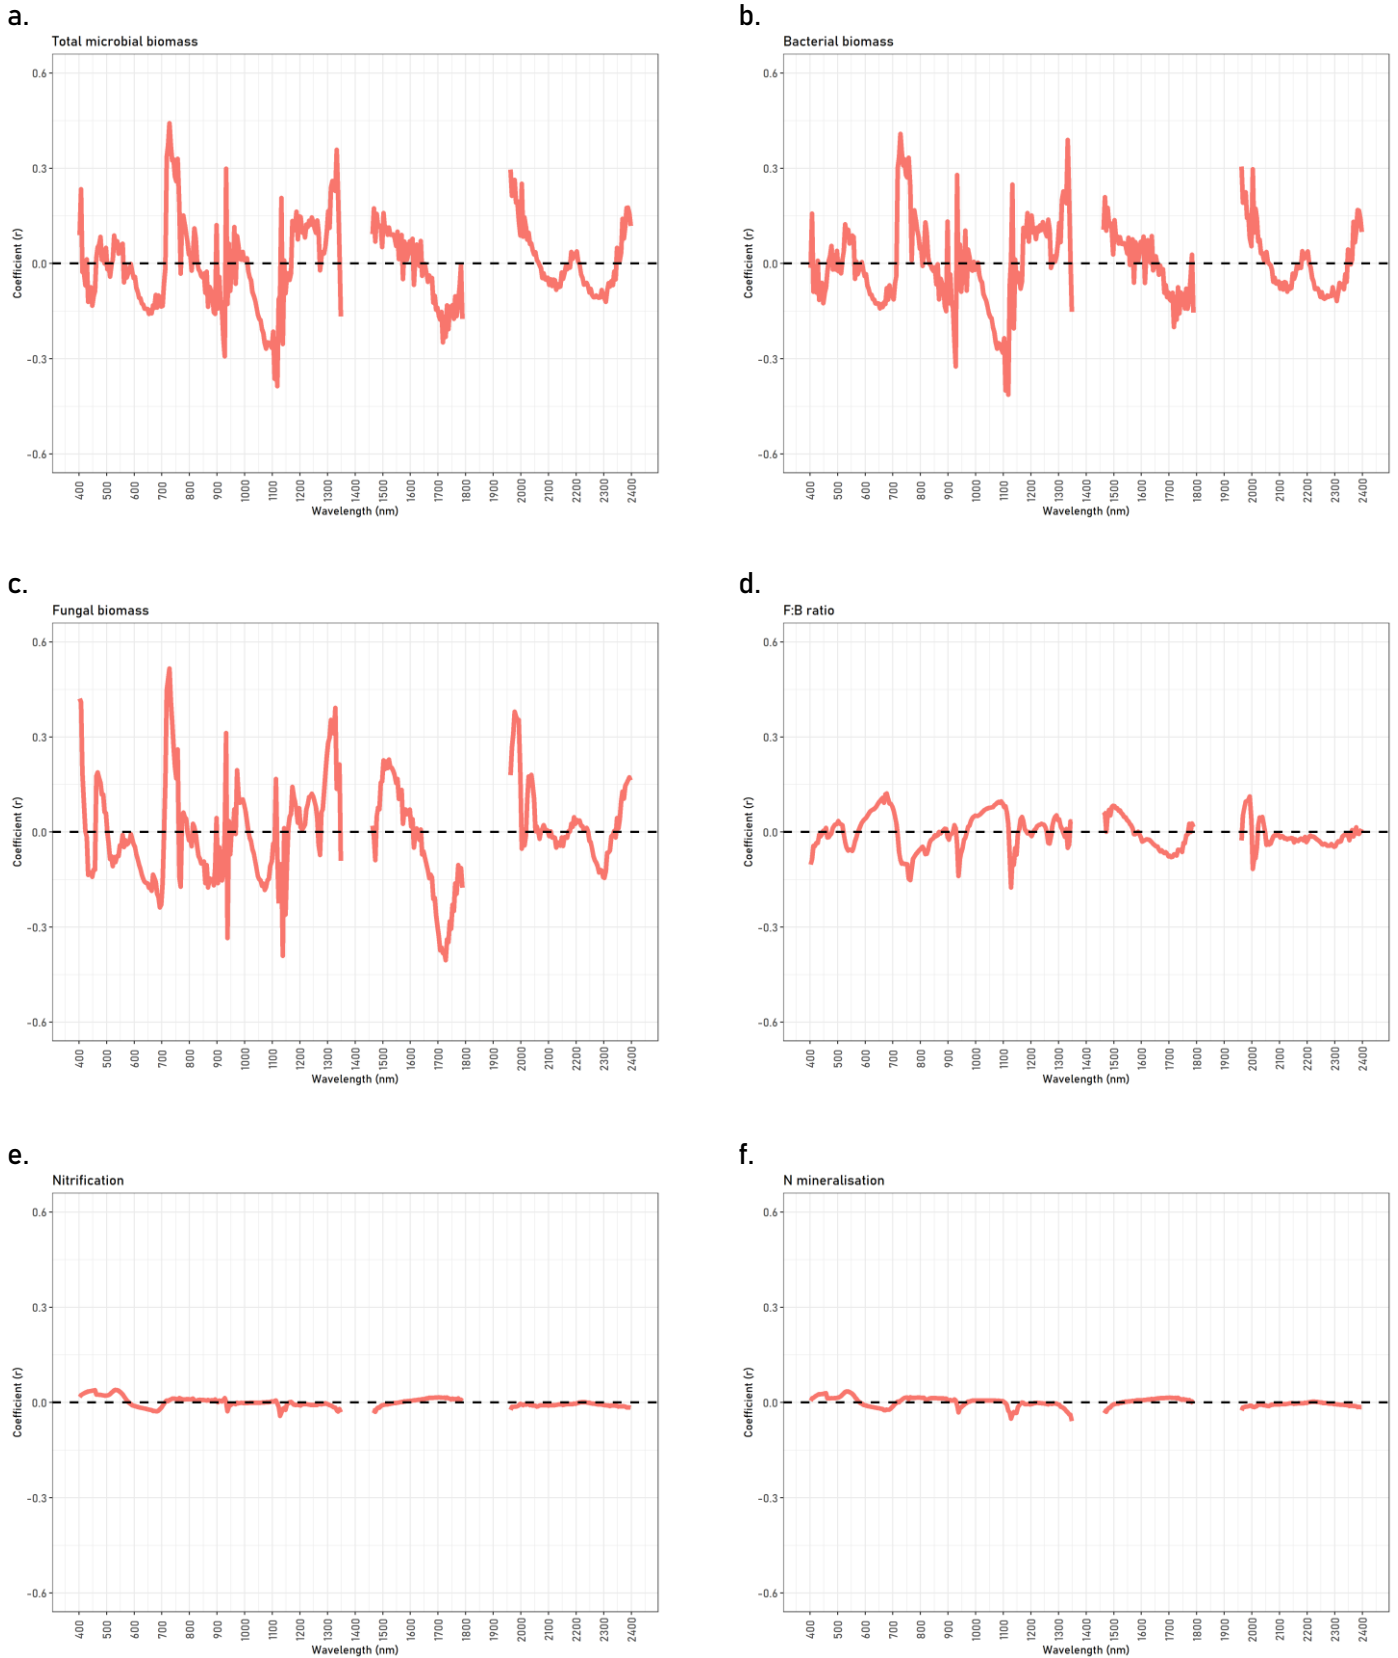 a.
Total microbial biomass
0.6
0.3
0.0
-0.3
-0.6
Coefficient (r)
400 500 600 700 800 900 1000 1100 1200 1300 1400 1500 1600 1700 1800 1900 2000 2100 2200 2300 2400
Wavelength (nm)
b.
Bacterial biomass
0.6
0.3
0.0
-0.3
-0.6
Coefficient (r)
400 500 600 700 800 900 1000 1100 1200 1300 1400 1500 1600 1700 1800 1900 2000 2100 2200 2300 2400
Wavelength (nm)
c.
Fungal biomass
0.6
0.3
0.0
-0.3
-0.6
Coefficient (r)
400 500 600 700 800 900 1000 1100 1200 1300 1400 1500 1600 1700 1800 1900 2000 2100 2200 2300 2400
Wavelength (nm)
d.
F:B ratio
0.6
0.3
0.0
-0.3
-0.6
Coefficient (r)
400 500 600 700 800 900 1000 1100 1200 1300 1400 1500 1600 1700 1800 1900 2000 2100 2200 2300 2400
Wavelength (nm)
e.
Nitrification
0.6
0.3
0.0
-0.3
-0.6
Coefficient (r)
400 500 600 700 800 900 1000 1100 1200 1300 1400 1500 1600 1700 1800 1900 2000 2100 2200 2300 2400
Wavelength (nm)
f.
N mineralisation
0.6
0.3
0.0
-0.3
-0.6
Coefficient (r)
400 500 600 700 800 900 1000 1100 1200 1300 1400 1500 1600 1700 1800 1900 2000 2100 2200 2300 2400
Wavelength (nm)